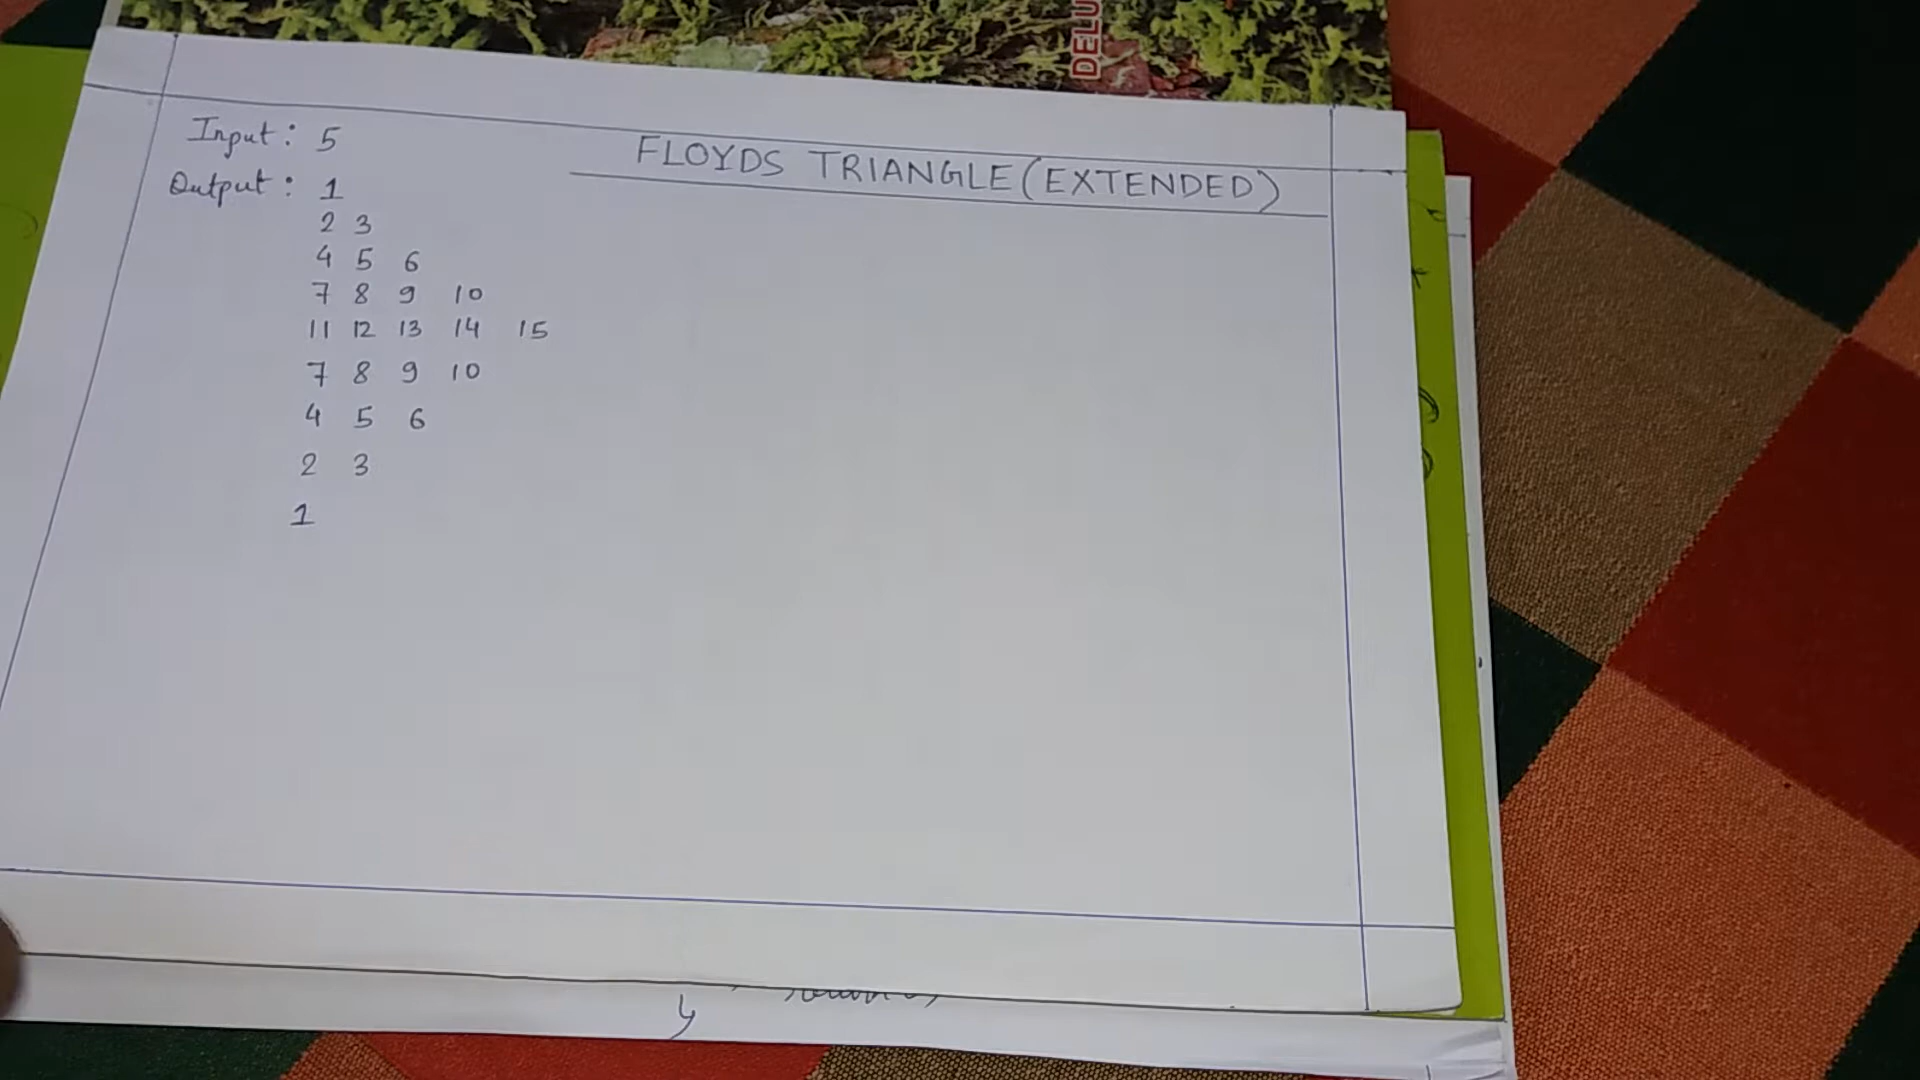 DELU
FLOYDS TRIANGLE (EXTENDED)
Input: 5
Output: 1
2 3
4 5 6
7 8 9 10
11 12 13 14 15
7 8 9 10
4 5 6
2 3
1